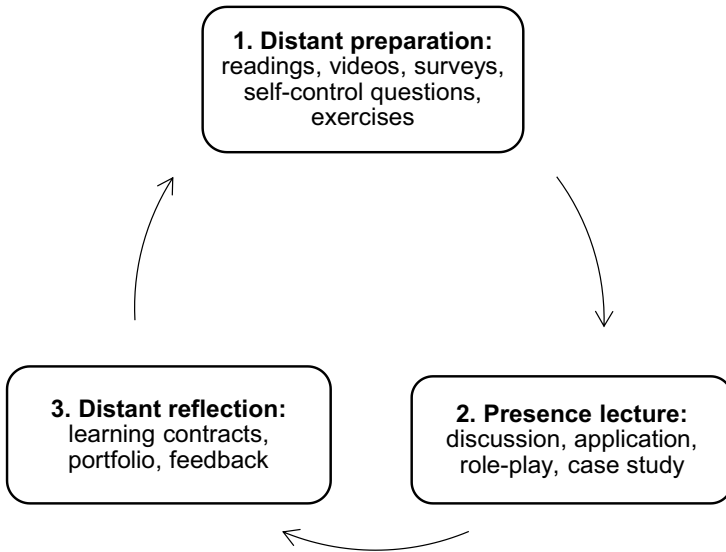 1. Distant preparation:
readings, videos, surveys,
self-control questions,
exercises
2. Presence lecture:
discussion, application,
role-play, case study
3. Distant reflection:
learning contracts,
portfolio, feedback